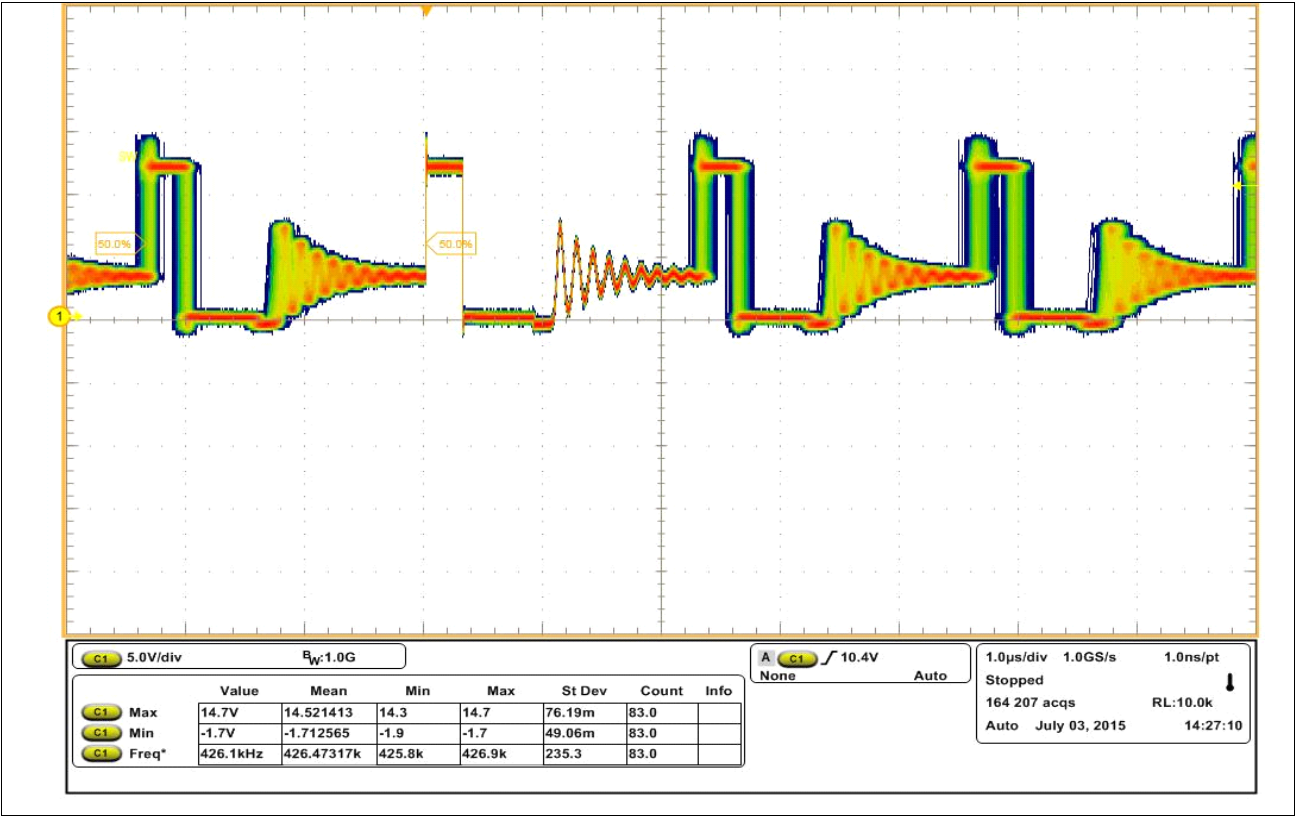 SW
50.0%
50.0%
1
C1 5.0V/div BW:1.0G
A C1 10.4V
None Auto
1.0µs/div 1.0GS/s 1.0ns/pt
Stopped
164 207 acqs RL:10.0k
Auto July 03, 2015 14:27:10
Value Mean Min Max St Dev Count Info
C1 Max 14.7V 14.521413 14.3 14.7 76.19m 83.0
C1 Min -1.7V -1.712565 -1.9 -1.7 49.06m 83.0
C1 Freq* 426.1kHz 426.47317k 425.8k 426.9k 235.3 83.0